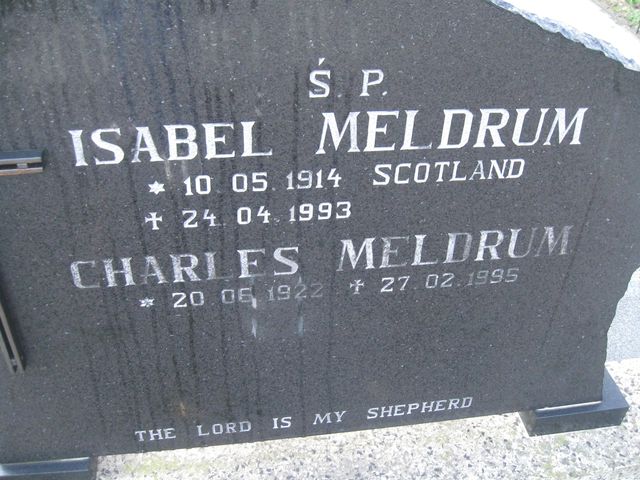 Ś. P.
ISABEL MELDRUM
* 10 05 1914 SCOTLAND
✝ 24 04 1993
CHARLES MELDRUM
* 20 06 1922 ✝ 27 02 1995
THE LORD IS MY SHEPHERD